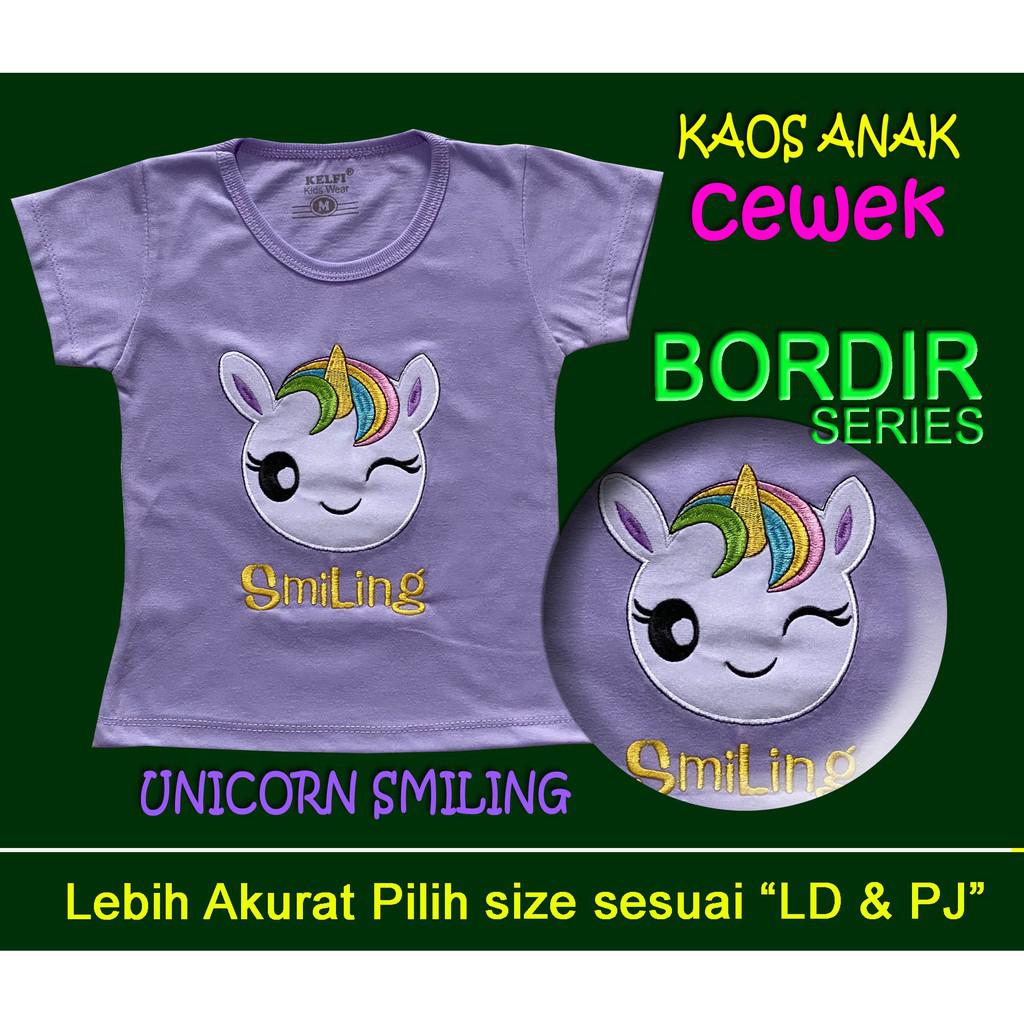 KAOS ANAK
cewek
KELFI®
Kids Wear
M
BORDIR
SERIES
SmiLing
SmiLing
UNICORN SMILING
Lebih Akurat Pilih size sesuai “LD & PJ”